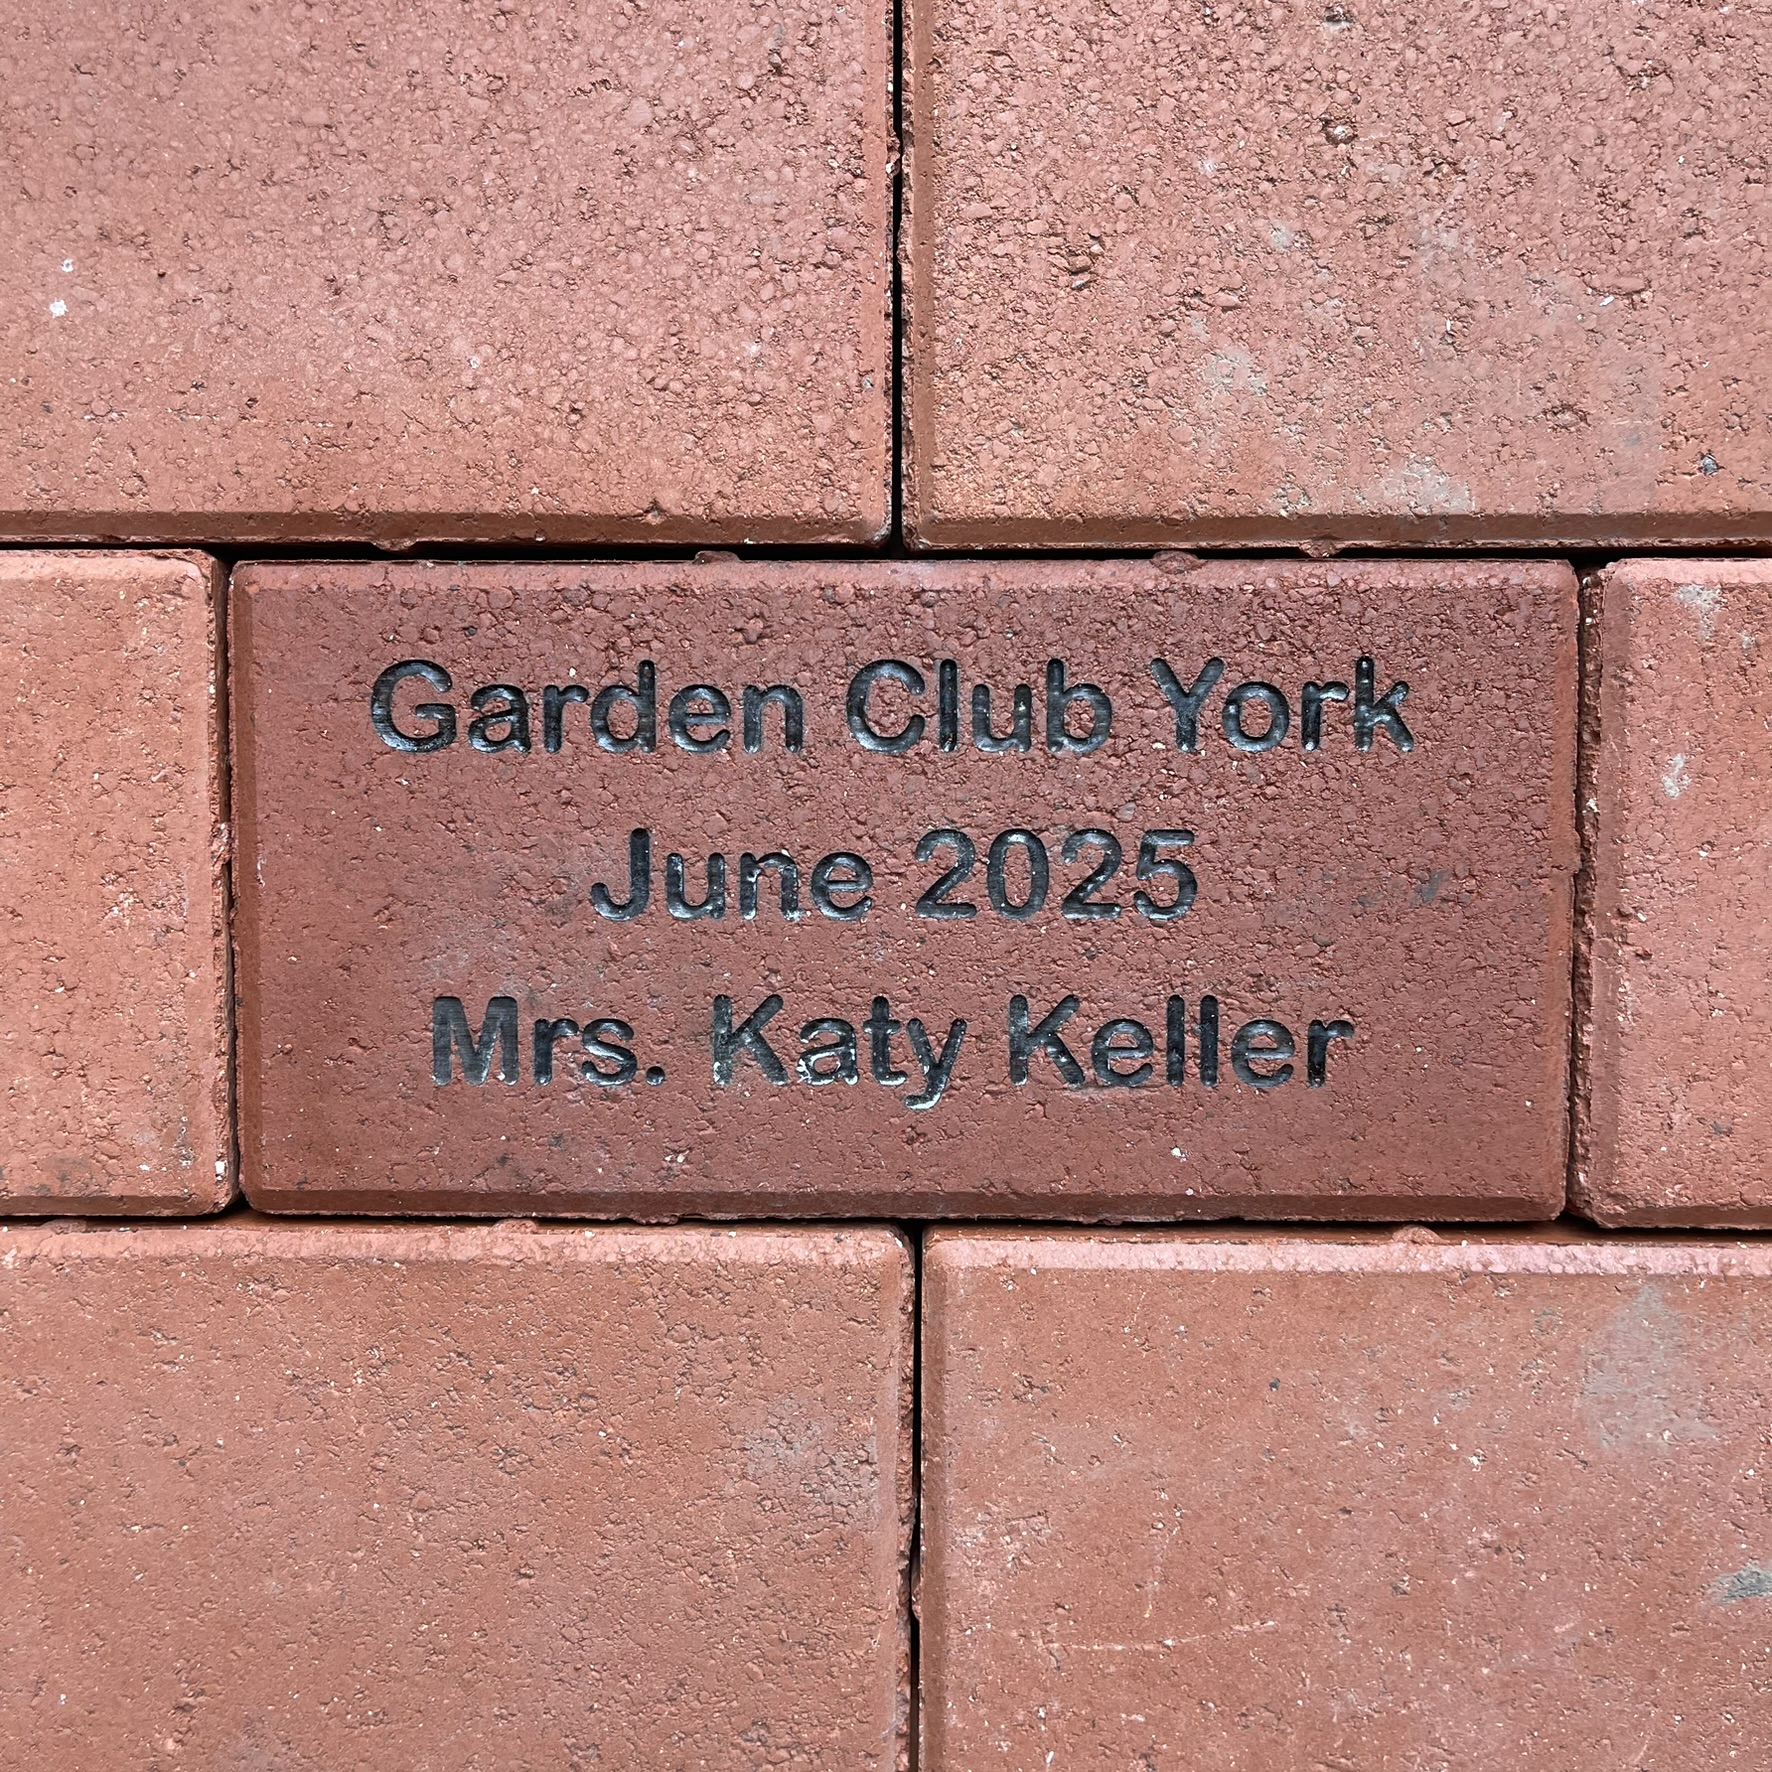 Garden Club York
June 2025
Mrs. Katy Keller